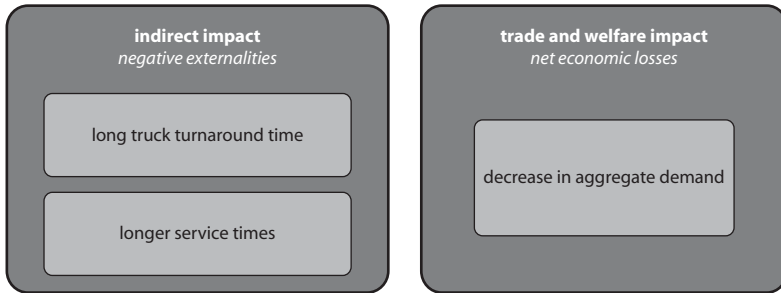 indirect impact
negative externalities
long truck turnaround time
longer service times
trade and welfare impact
net economic losses
decrease in aggregate demand